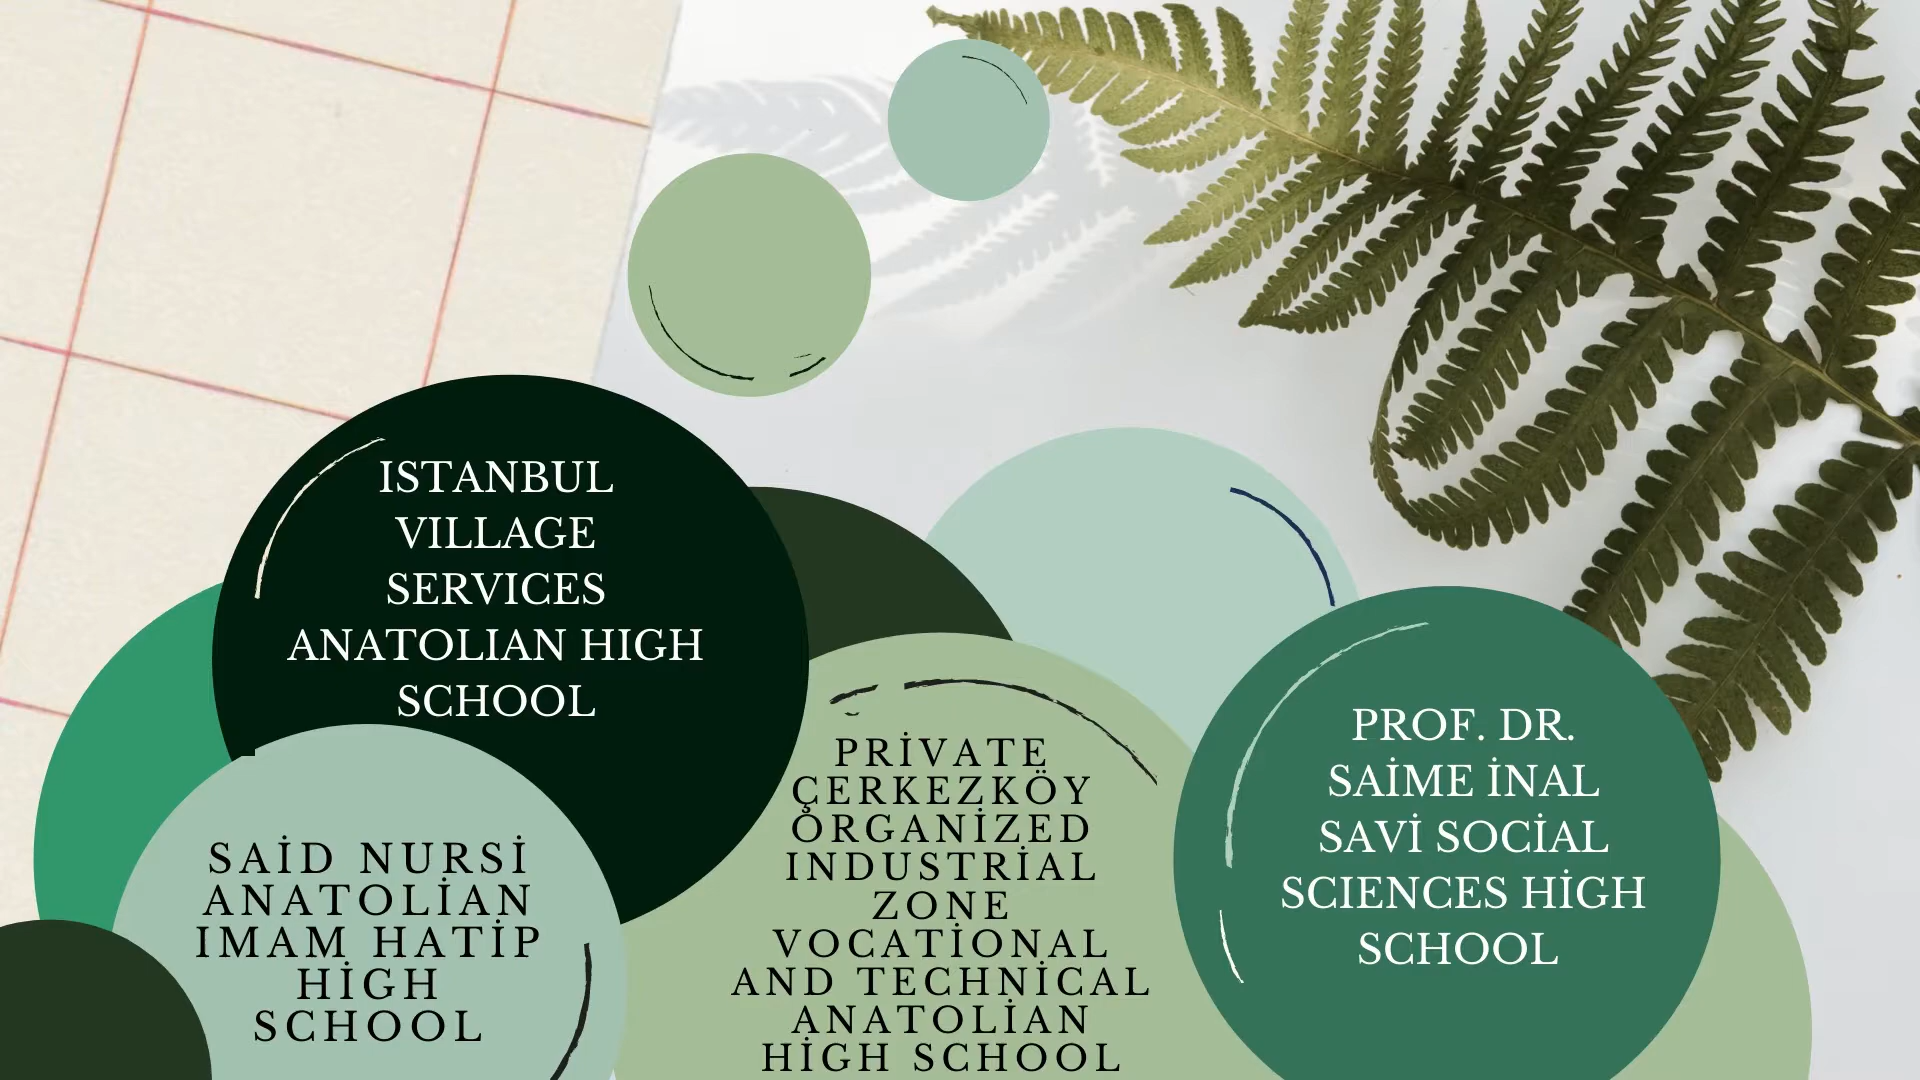 ISTANBUL
VILLAGE
SERVICES
ANATOLIAN HIGH
SCHOOL
SAİD NURSİ
ANATOLİAN
IMAM HATİP
HİGH
SCHOOL
PRİVATE
ÇERKEZKÖY
ORGANİZED
INDUSTRİAL
ZONE
VOCATİONAL
AND TECHNİCAL
ANATOLİAN
HİGH SCHOOL
PROF. DR.
SAİME İNAL
SAVİ SOCİAL
SCIENCES HİGH
SCHOOL